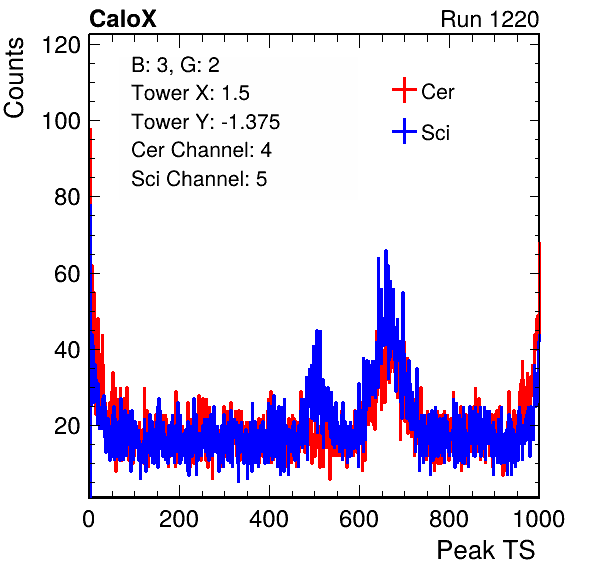 CaloX Run 1220
Counts
120
100
80
60
40
20
B: 3, G: 2
Tower X: 1.5
Tower Y: -1.375
Cer Channel: 4
Sci Channel: 5
Cer
Sci
0 200 400 600 800 1000
Peak TS